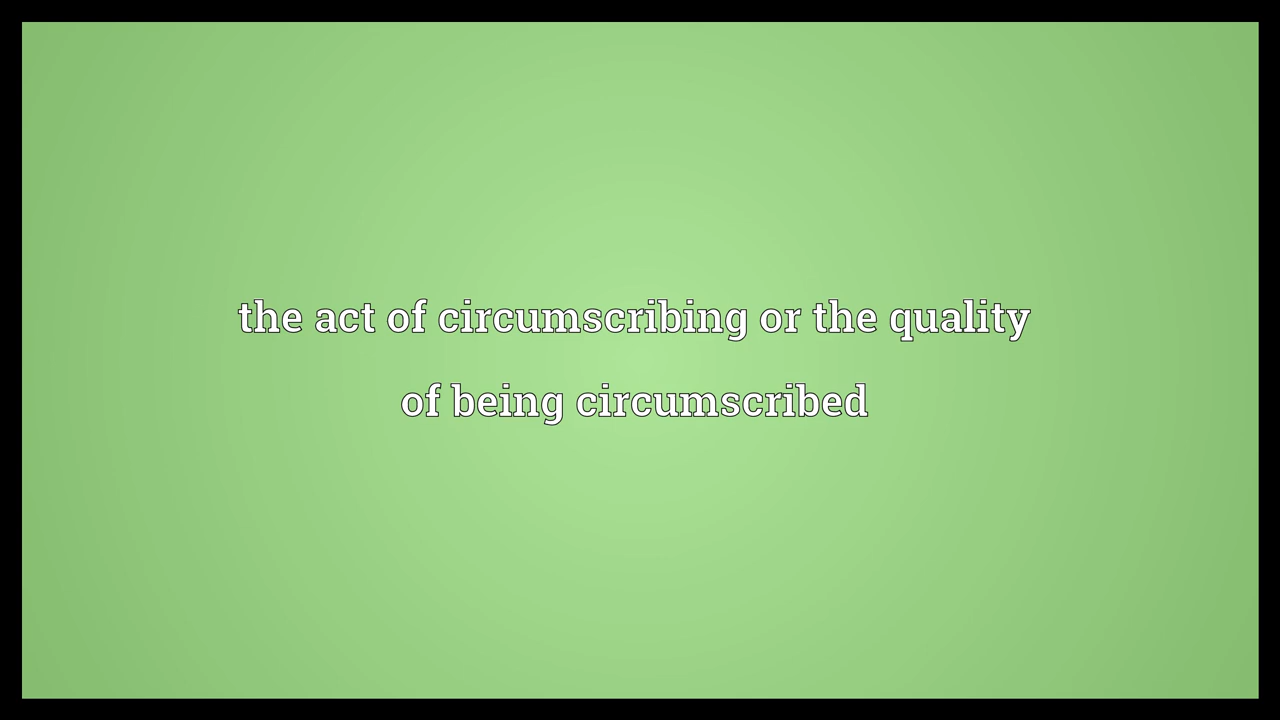 the act of circumscribing or the quality
of being circumscribed